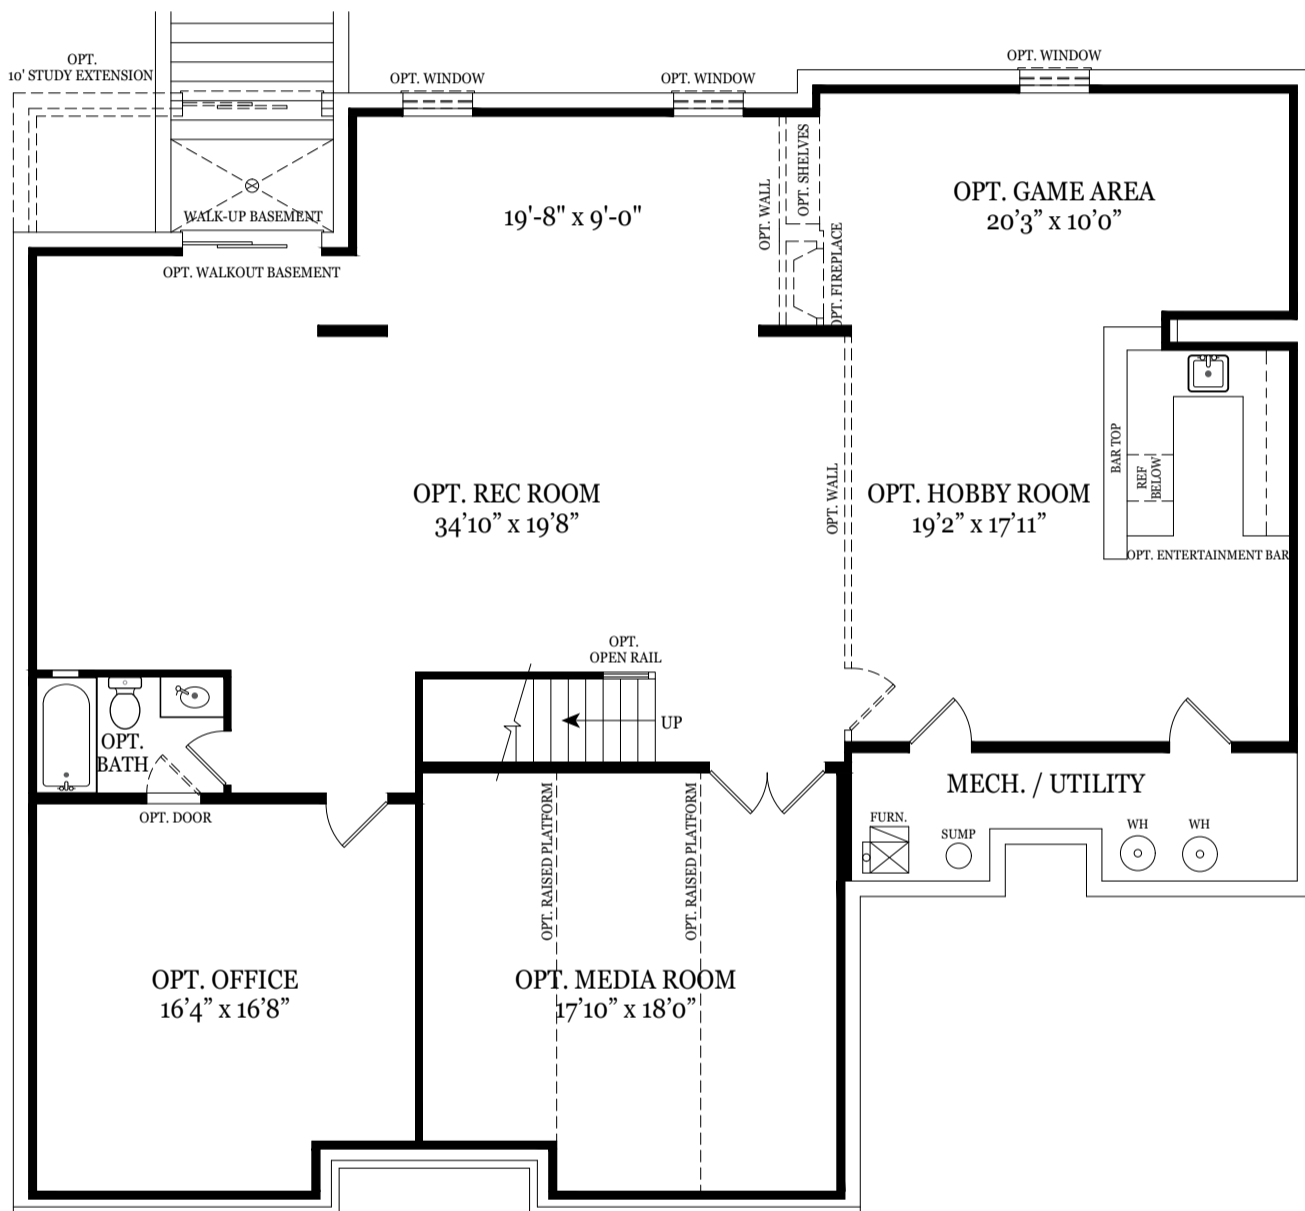 OPT.
10' STUDY EXTENSION
OPT. WINDOW
OPT. WINDOW
OPT. WINDOW
WALK-UP BASEMENT
OPT. WALKOUT BASEMENT
19'-8" x 9'-0"
OPT. WALL
OPT. SHELVES
OPT. FIREPLACE
OPT. GAME AREA
20’3” x 10’0”
OPT. REC ROOM
34’10” x 19’8”
OPT. WALL
OPT. HOBBY ROOM
19’2” x 17’11”
BAR TOP
REF
BELOW
OPT. ENTERTAINMENT BAR
OPT.
OPEN RAIL
UP
OPT.
BATH
OPT. DOOR
MECH. / UTILITY
FURN.
SUMP
WH
WH
OPT. RAISED PLATFORM
OPT. RAISED PLATFORM
OPT. OFFICE
16’4” x 16’8”
OPT. MEDIA ROOM
17’10” x 18’0”